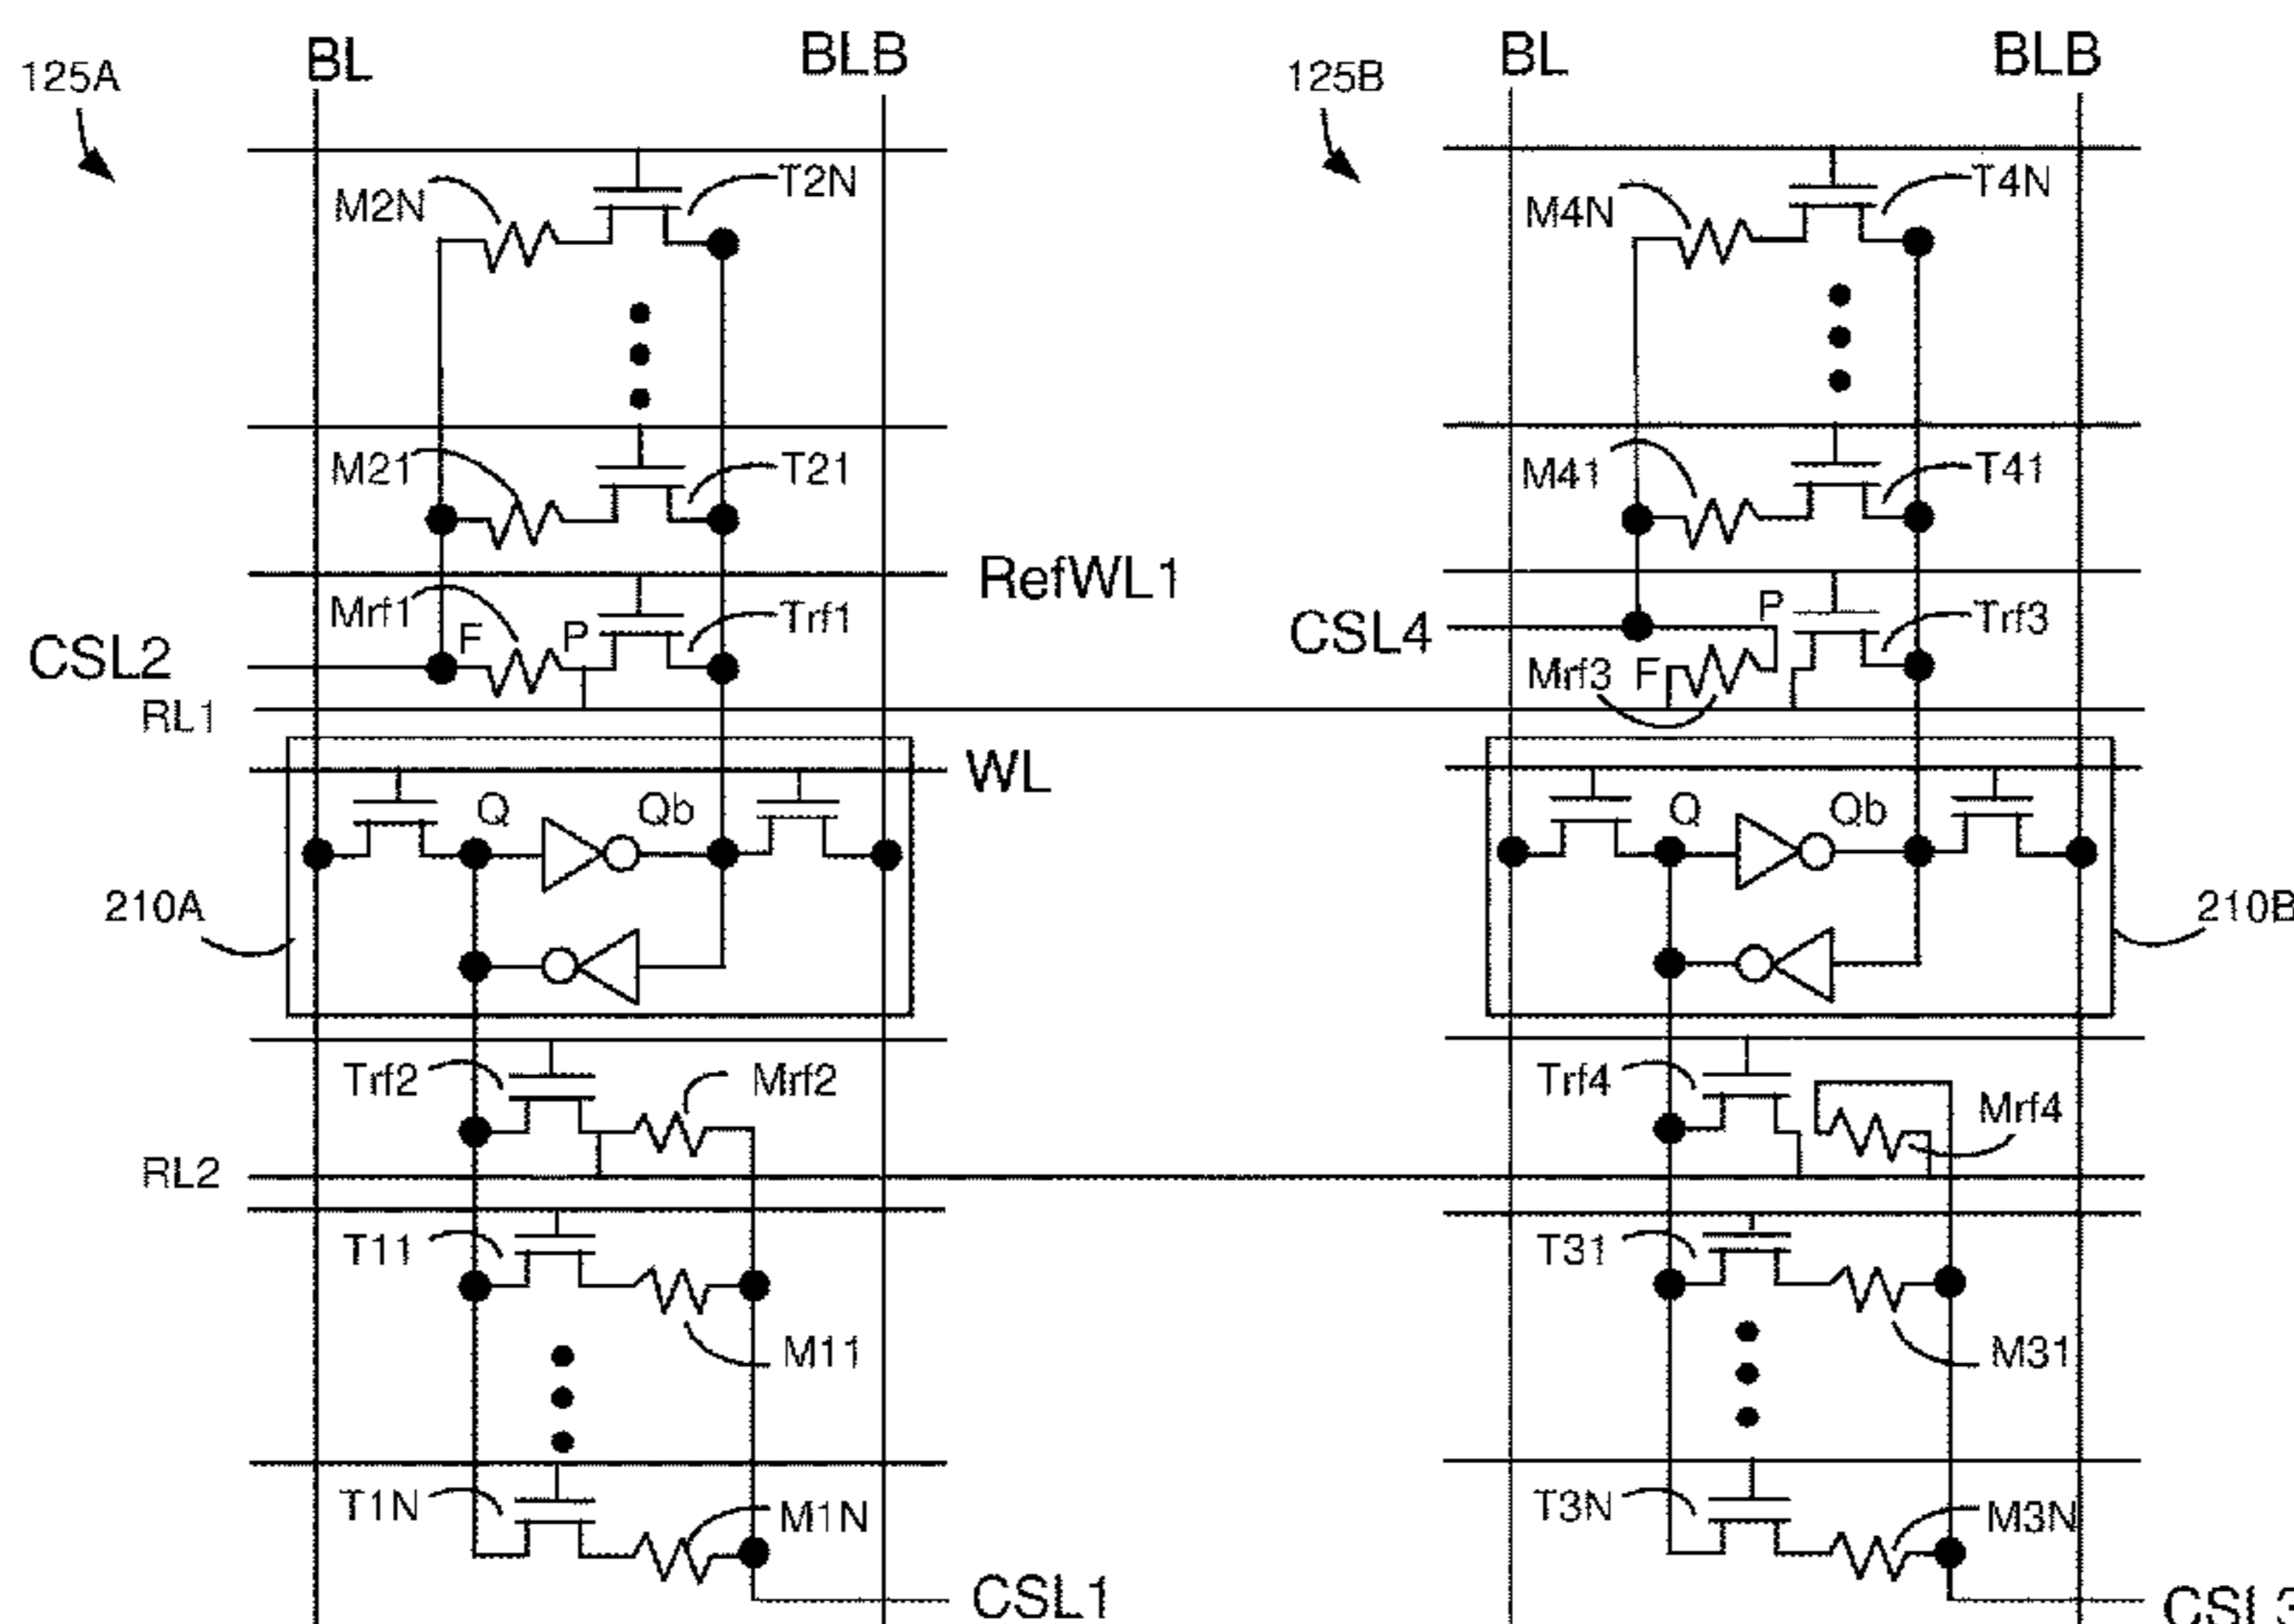 BL BLB BL BLB
125A 125B
T2N T4N
M2N M4N
M21 T21 M41 T41
RefWL1
Mrf1 F P Trf1 P Trf3
CSL2 CSL4
Mrf3 F
RL1
WL
Q Qb Q Qb
210A 210B
Trf2 Mrf2 Trf4 Mrf4
RL2
T11 T31
M11 M31
T1N M1N T3N M3N
CSL1 CSL3